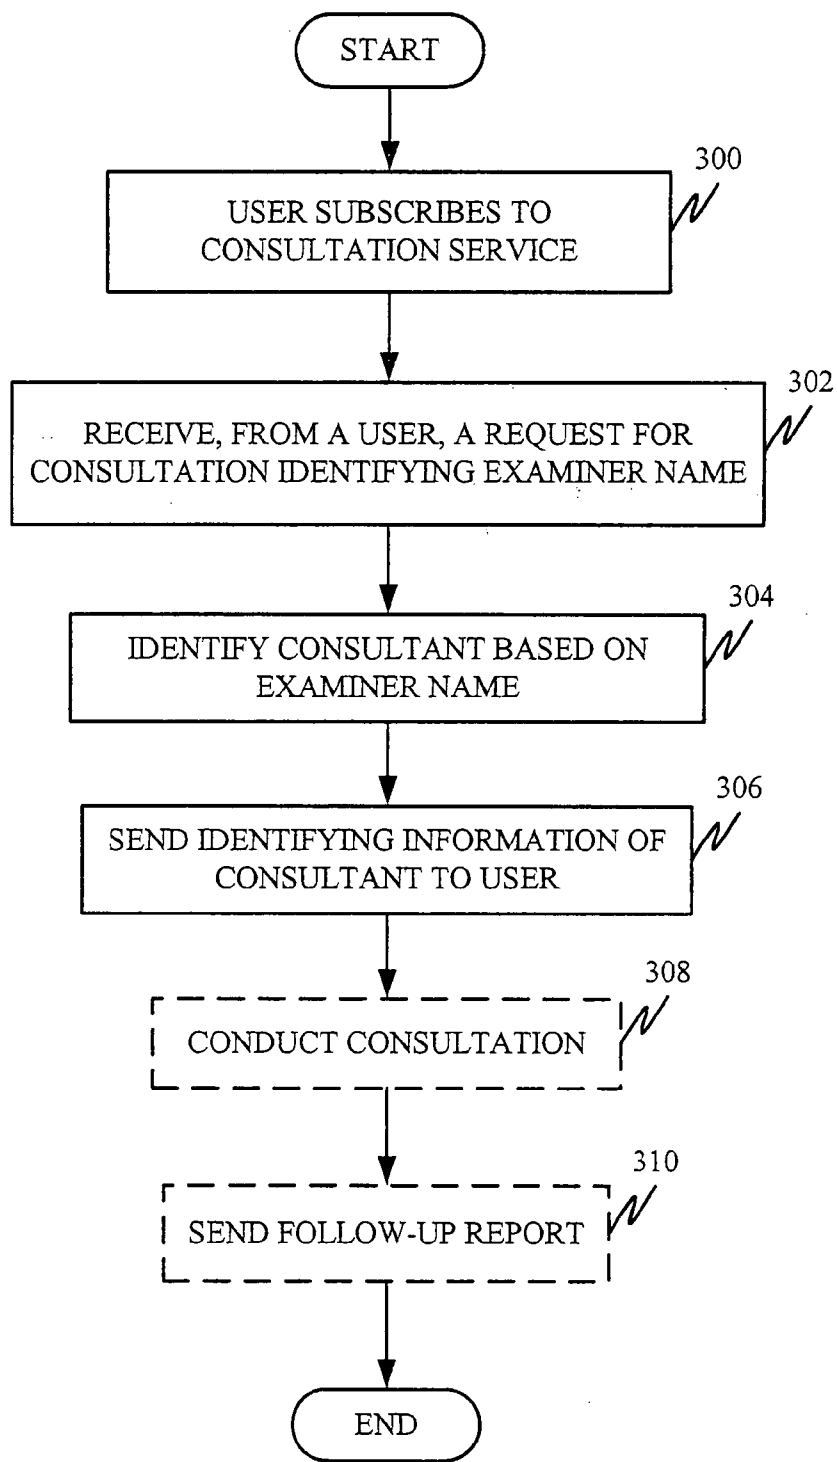 START
300
USER SUBSCRIBES TO
CONSULTATION SERVICE
302
RECEIVE, FROM A USER, A REQUEST FOR
CONSULTATION IDENTIFYING EXAMINER NAME
304
IDENTIFY CONSULTANT BASED ON
EXAMINER NAME
306
SEND IDENTIFYING INFORMATION OF
CONSULTANT TO USER
308
CONDUCT CONSULTATION
310
SEND FOLLOW-UP REPORT
END